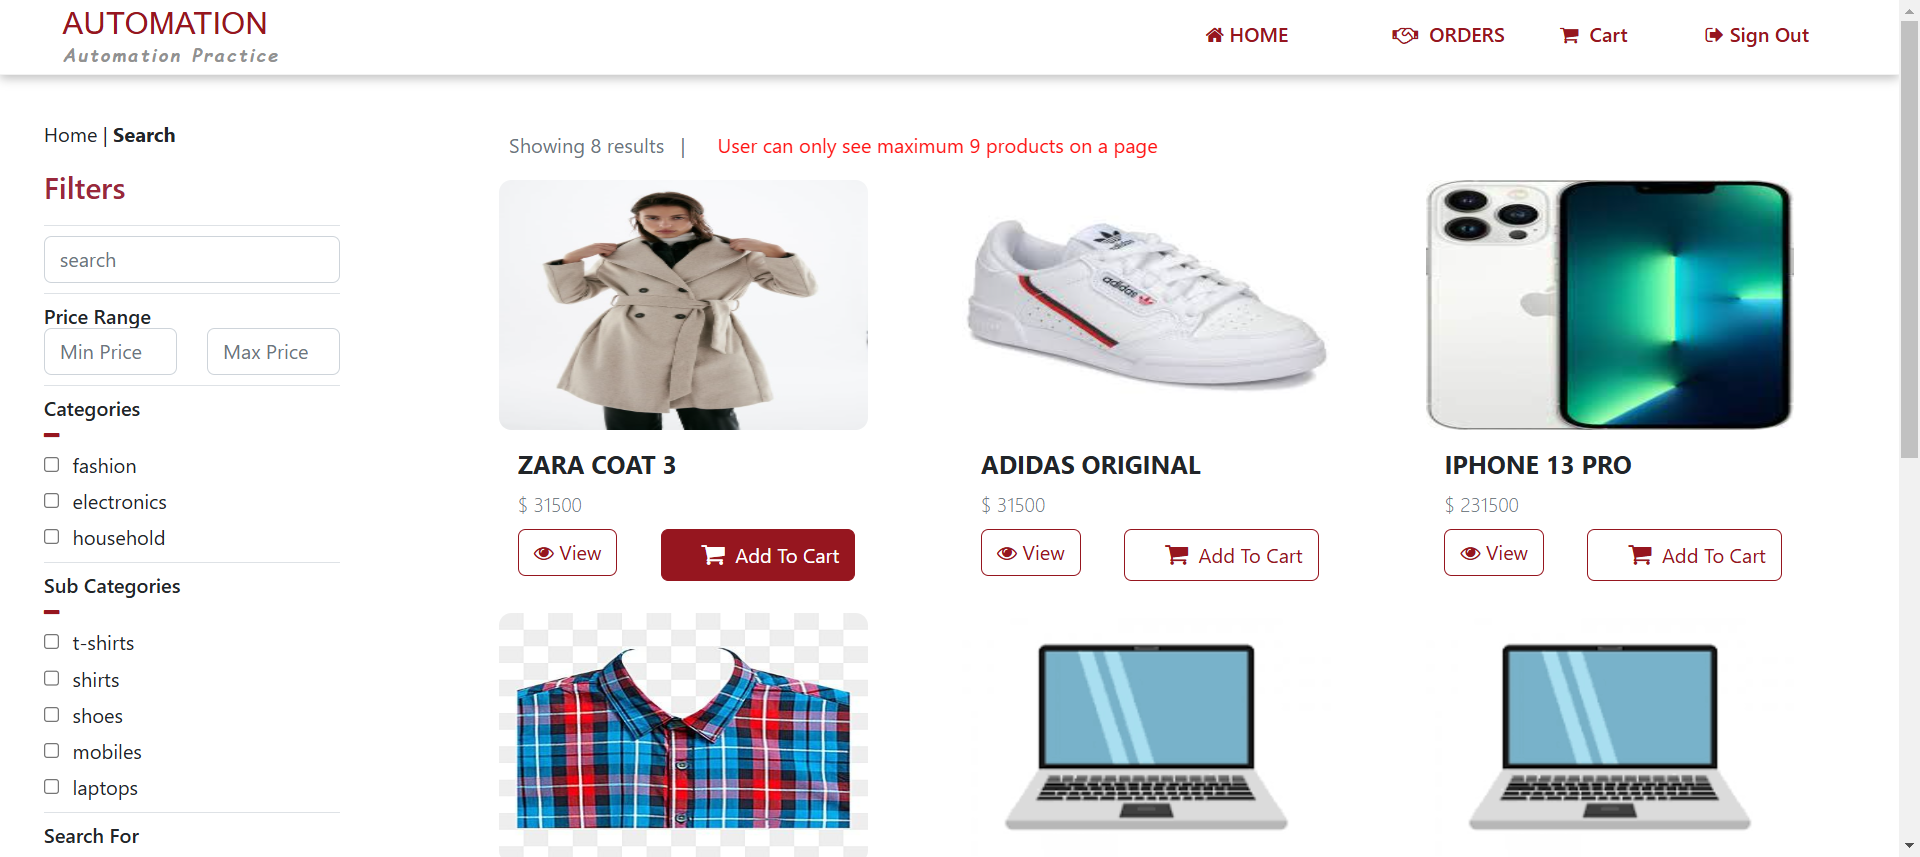 AUTOMATION
Automation Practice
HOME
ORDERS
Cart
Sign Out
Home | Search
Filters
search
Price Range
Min Price
Max Price
Categories
fashion
electronics
household
Sub Categories
t-shirts
shirts
shoes
mobiles
laptops
Search For
Showing 8 results |
User can only see maximum 9 products on a page
adidas
adidas
ZARA COAT 3
$ 31500
View
Add To Cart
ADIDAS ORIGINAL
$ 31500
View
Add To Cart
IPHONE 13 PRO
$ 231500
View
Add To Cart